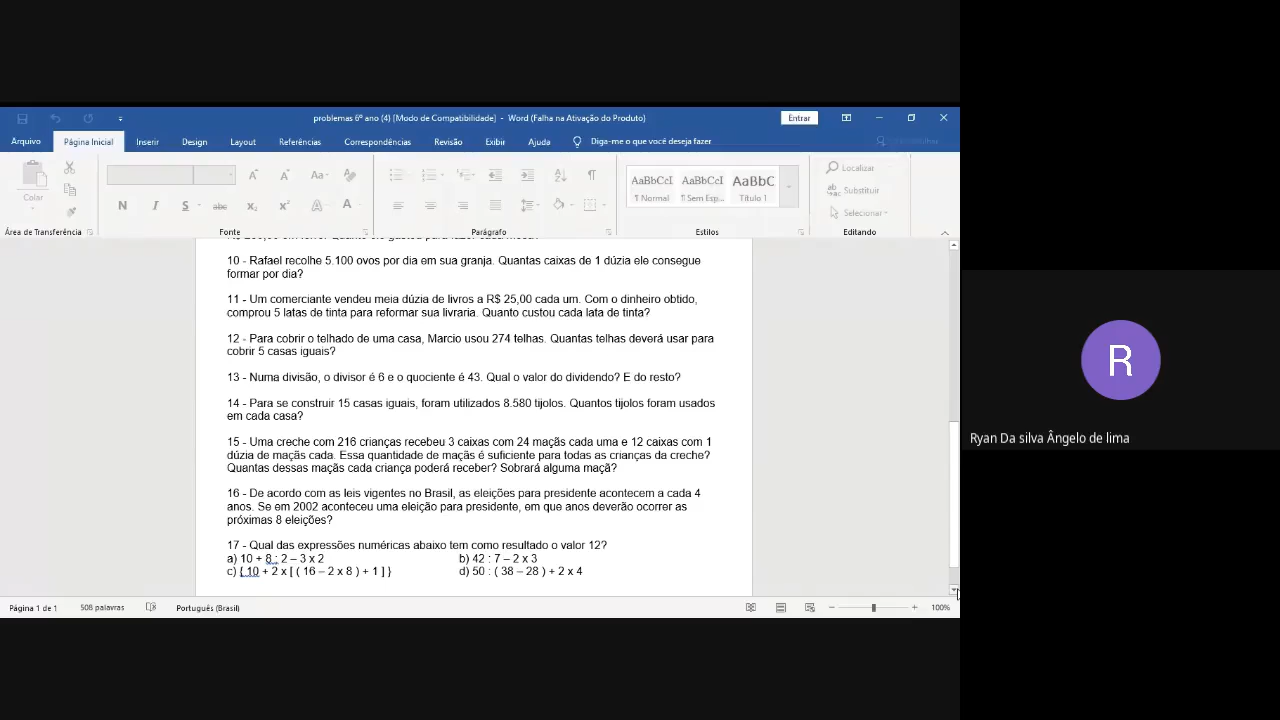 problemas 6º ano (4) [Modo de Compatibilidade] - Word (Falha na Ativação do Produto)
Entrar
Arquivo Página Inicial Inserir Design Layout Referências Correspondências Revisão Exibir Ajuda Diga-me o que você deseja fazer
Colar
N I S abc X₂ X² A A
Aa
AaBbCcI AaBbCcI AaBbC
¶ Normal ¶ Sem Esp... Título 1
Localizar
Substituir
Selecionar
Área de Transferência Fonte Parágrafo Estilos Editando
10 - Rafael recolhe 5.100 ovos por dia em sua granja. Quantas caixas de 1 dúzia ele consegue
formar por dia?
11 - Um comerciante vendeu meia dúzia de livros a R$ 25,00 cada um. Com o dinheiro obtido,
comprou 5 latas de tinta para reformar sua livraria. Quanto custou cada lata de tinta?
12 - Para cobrir o telhado de uma casa, Marcio usou 274 telhas. Quantas telhas deverá usar para
cobrir 5 casas iguais?
13 - Numa divisão, o divisor é 6 e o quociente é 43. Qual o valor do dividendo? E do resto?
14 - Para se construir 15 casas iguais, foram utilizados 8.580 tijolos. Quantos tijolos foram usados
em cada casa?
15 - Uma creche com 216 crianças recebeu 3 caixas com 24 maçãs cada uma e 12 caixas com 1
dúzia de maçãs cada. Essa quantidade de maçãs é suficiente para todas as crianças da creche?
Quantas dessas maçãs cada criança poderá receber? Sobrará alguma maçã?
16 - De acordo com as leis vigentes no Brasil, as eleições para presidente acontecem a cada 4
anos. Se em 2002 aconteceu uma eleição para presidente, em que anos deverão ocorrer as
próximas 8 eleições?
17 - Qual das expressões numéricas abaixo tem como resultado o valor 12?
a) 10 + 8 : 2 – 3 x 2 b) 42 : 7 – 2 x 3
c) { 10 + 2 x [ ( 16 – 2 x 8 ) + 1 ] } d) 50 : ( 38 – 28 ) + 2 x 4
Página 1 de 1 508 palavras Português (Brasil) 100%
R
Ryan Da silva Ângelo de lima